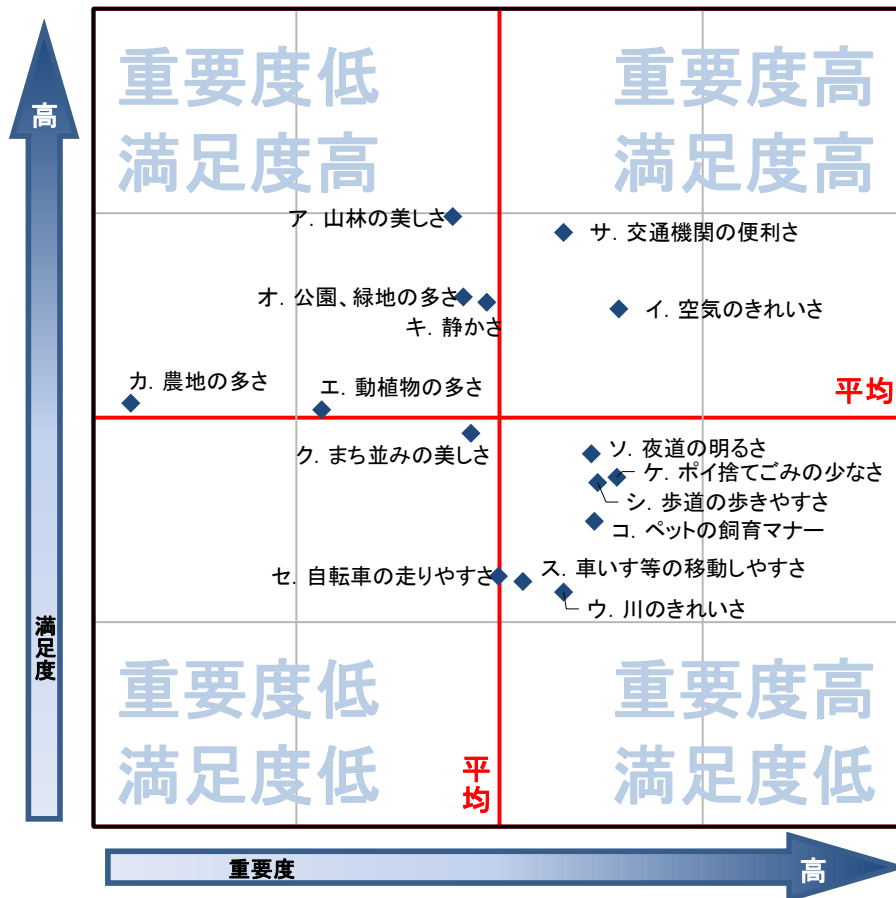 重要度低
満足度高
重要度高
満足度高
高
ア. 山林の美しさ
サ. 交通機関の便利さ
オ. 公園、緑地の多さ
キ. 静かさ
イ. 空気のきれいさ
カ. 農地の多さ
エ. 動植物の多さ
平均
ク. まち並みの美しさ
ソ. 夜道の明るさ
ケ. ポイ捨てごみの少なさ
シ. 歩道の歩きやすさ
コ. ペットの飼育マナー
セ. 自転車の走りやすさ
ス. 車いす等の移動しやすさ
ウ. 川のきれいさ
満足度
重要度低
満足度低
重要度高
満足度低
平均
重要度
高